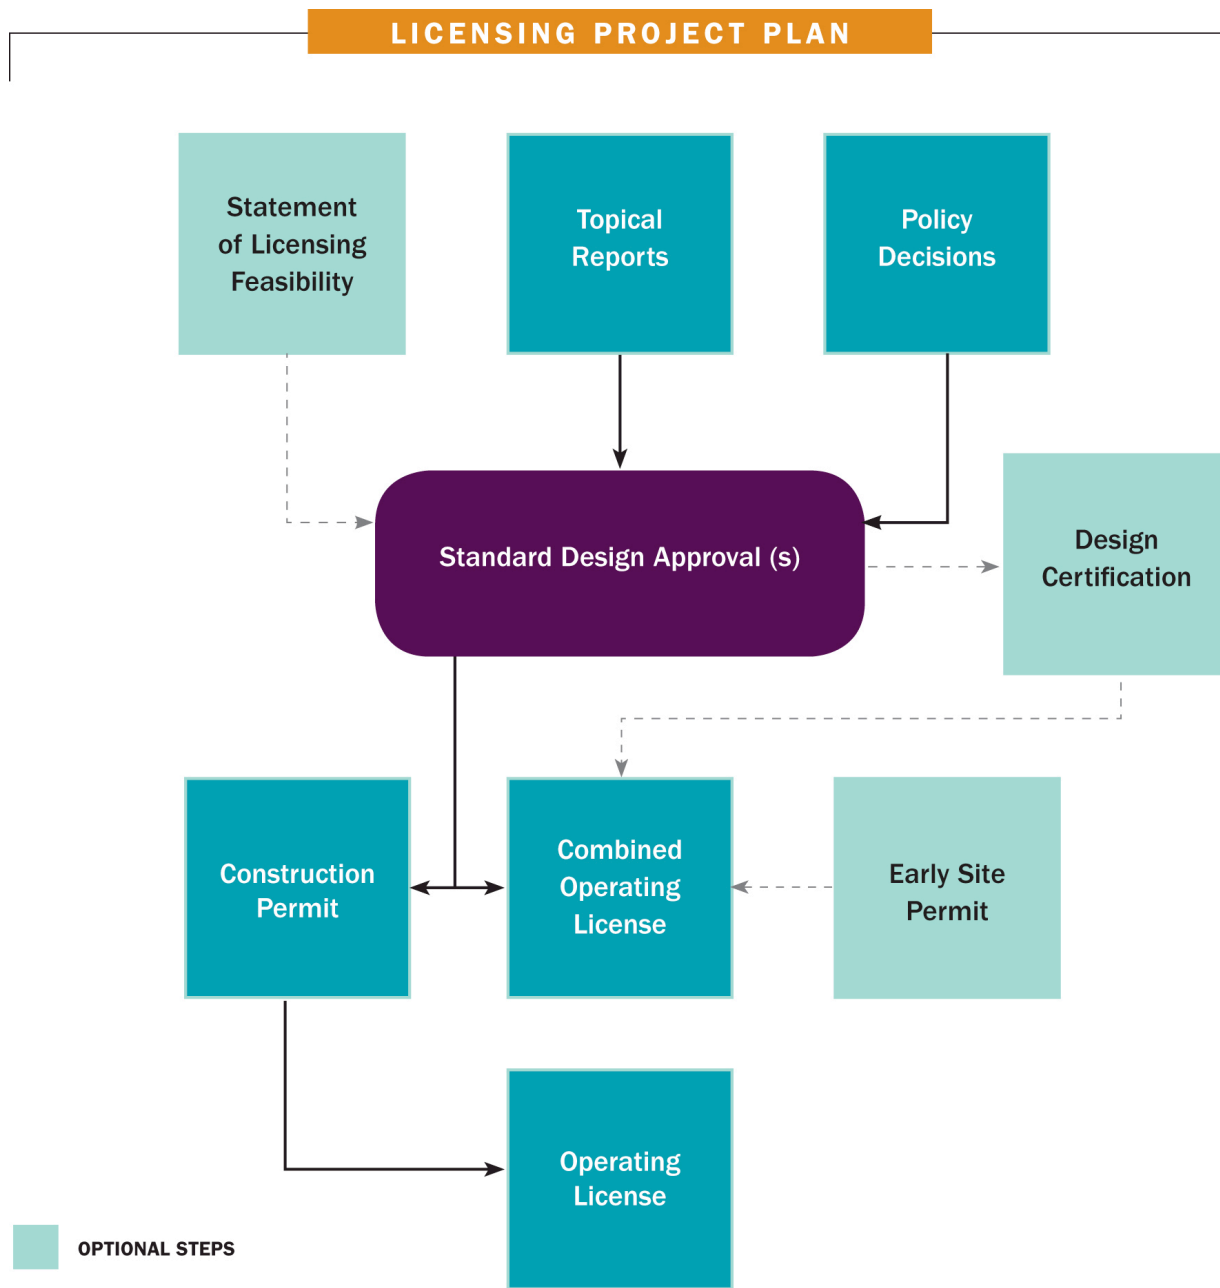 LICENSING PROJECT PLAN
Statement
of Licensing
Feasibility
Topical
Reports
Policy
Decisions
Standard Design Approval (s)
Design
Certification
Construction
Permit
Combined
Operating
License
Early Site
Permit
Operating
License
OPTIONAL STEPS